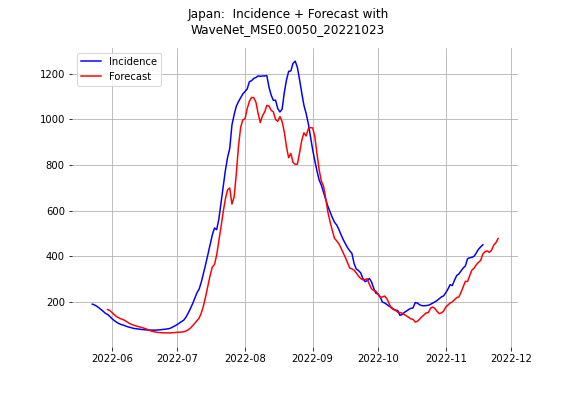 Japan:  Incidence + Forecast with
WaveNet_MSE0.0050_20221023
Incidence
Forecast
1200
1000
800
600
400
200
2022-06 2022-07 2022-08 2022-09 2022-10 2022-11 2022-12